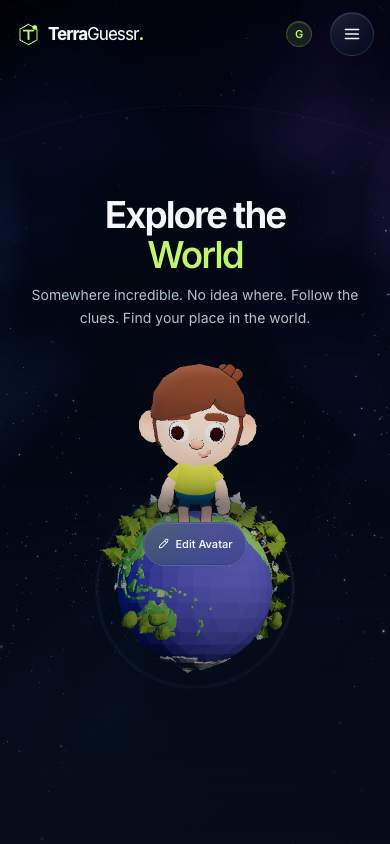 TerraGuessr.
G
Explore the
World
Somewhere incredible. No idea where. Follow the
clues. Find your place in the world.
Edit Avatar